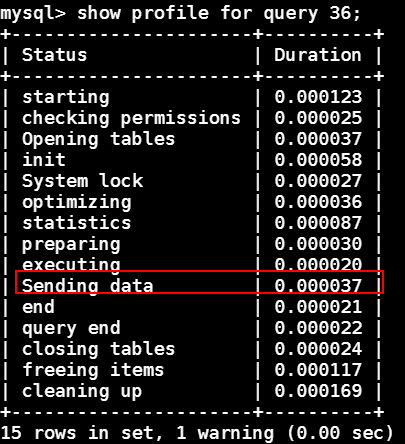 mysql> show profile for query 36;
+----------------------+----------+
| Status               | Duration |
+----------------------+----------+
| starting             | 0.000123 |
| checking permissions | 0.000025 |
| Opening tables       | 0.000037 |
| init                 | 0.000058 |
| System lock          | 0.000027 |
| optimizing           | 0.000036 |
| statistics           | 0.000087 |
| preparing            | 0.000030 |
| executing            | 0.000020 |
| Sending data         | 0.000037 |
| end                  | 0.000021 |
| query end            | 0.000022 |
| closing tables       | 0.000024 |
| freeing items        | 0.000117 |
| cleaning up          | 0.000169 |
+----------------------+----------+
15 rows in set, 1 warning (0.00 sec)